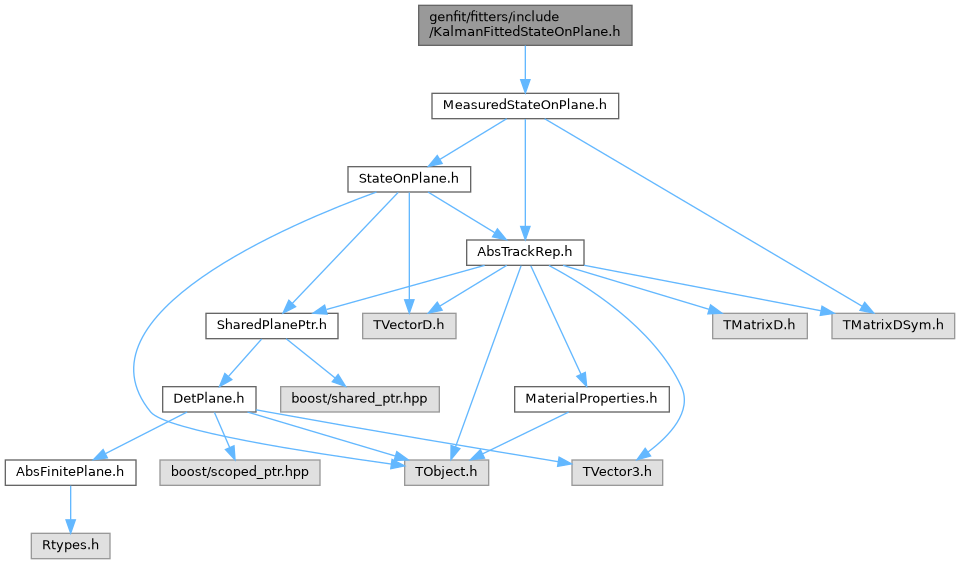 genfit/fitters/include
/KalmanFittedStateOnPlane.h
MeasuredStateOnPlane.h
StateOnPlane.h
AbsTrackRep.h
SharedPlanePtr.h
TVectorD.h
TMatrixD.h
TMatrixDSym.h
DetPlane.h
boost/shared_ptr.hpp
MaterialProperties.h
AbsFinitePlane.h
boost/scoped_ptr.hpp
TObject.h
TVector3.h
Rtypes.h